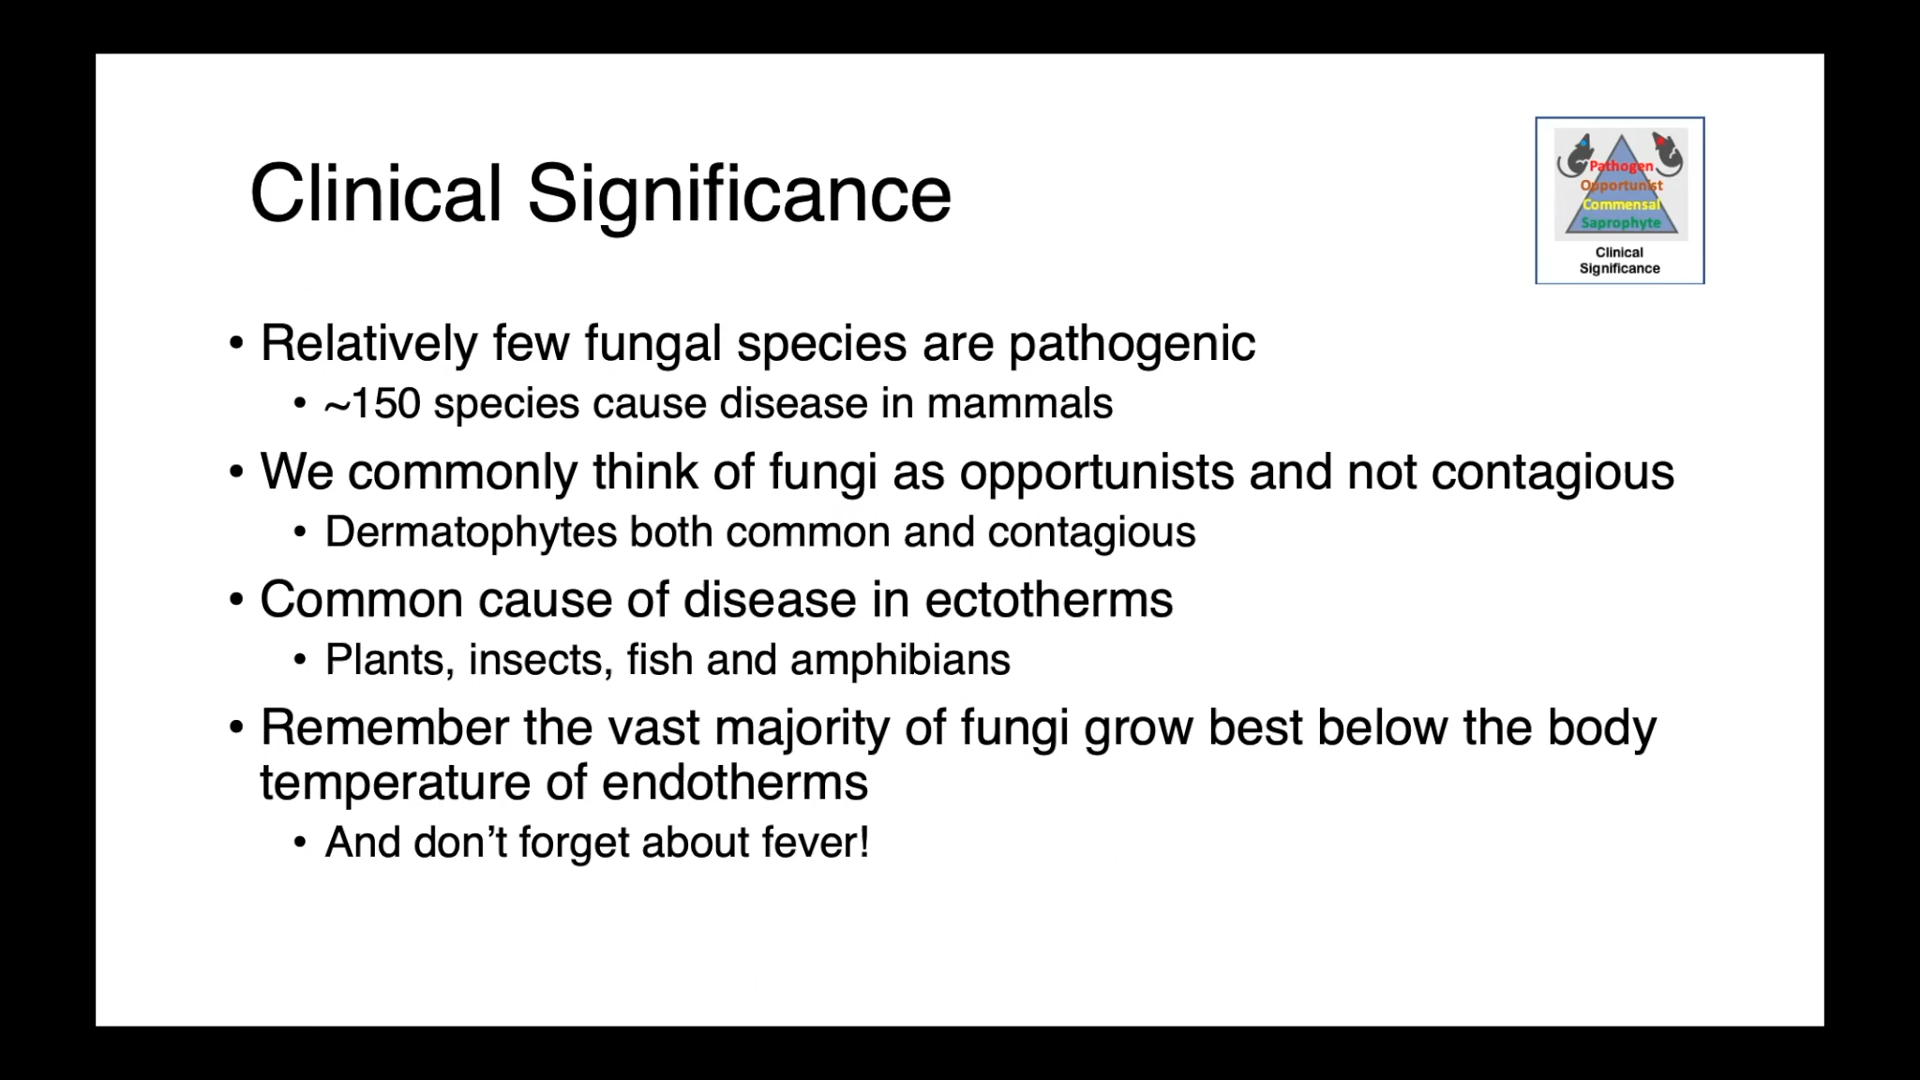 Clinical Significance
Pathogen
Opportunist
Commensal
Saprophyte
Clinical
Significance
• Relatively few fungal species are pathogenic
• ~150 species cause disease in mammals
• We commonly think of fungi as opportunists and not contagious
• Dermatophytes both common and contagious
• Common cause of disease in ectotherms
• Plants, insects, fish and amphibians
• Remember the vast majority of fungi grow best below the body
temperature of endotherms
• And don’t forget about fever!